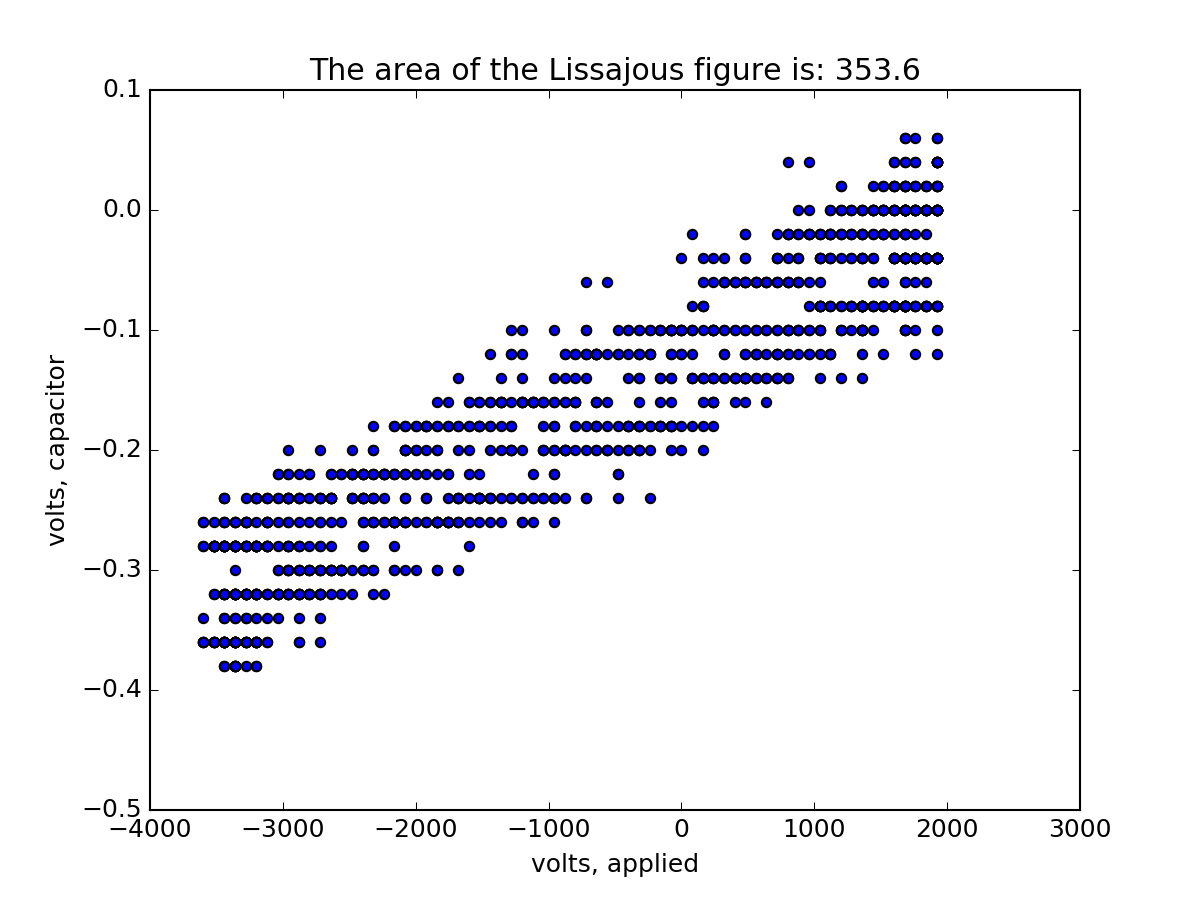 The area of the Lissajous figure is: 353.6
0.1
0.0
−0.1
−0.2
−0.3
−0.4
−0.5
volts, capacitor
−4000 −3000 −2000 −1000 0 1000 2000 3000
volts, applied